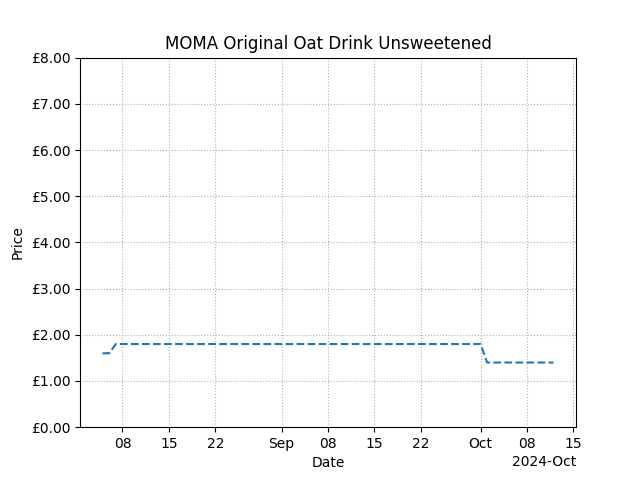 MOMA Original Oat Drink Unsweetened
£8.00
£7.00
£6.00
£5.00
£4.00
£3.00
£2.00
£1.00
£0.00
Price
08 15 22 Sep 08 15 22 Oct 08 15
Date
2024-Oct